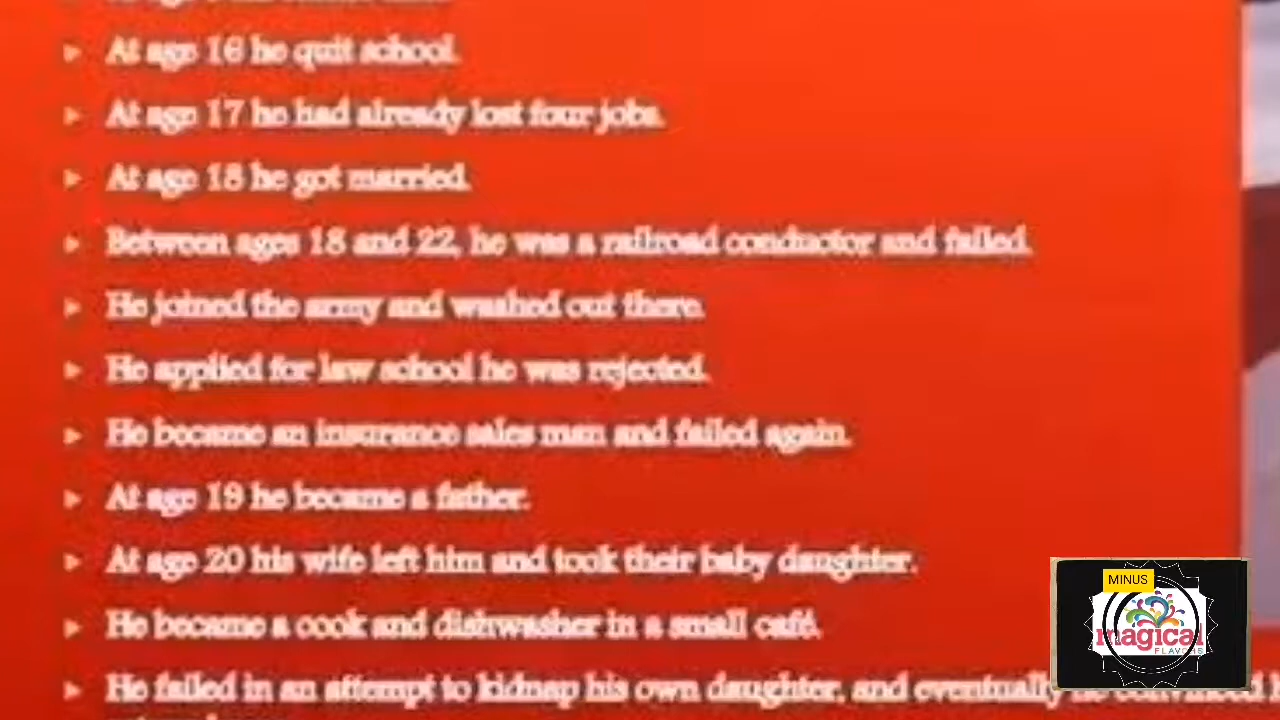 At age 16 he quit school.
At age 17 he had already lost four jobs.
At age 18 he got married.
Between ages 18 and 22, he was a railroad conductor and failed.
He joined the army and washed out there.
He applied for law school he was rejected.
He became an insurance sales man and failed again.
At age 19 he became a father.
At age 20 his wife left him and took their baby daughter.
He became a cook and dishwasher in a small café.
He failed in an attempt to kidnap his own daughter, and eventually he convinced
MINUS
magical
FLAVORS